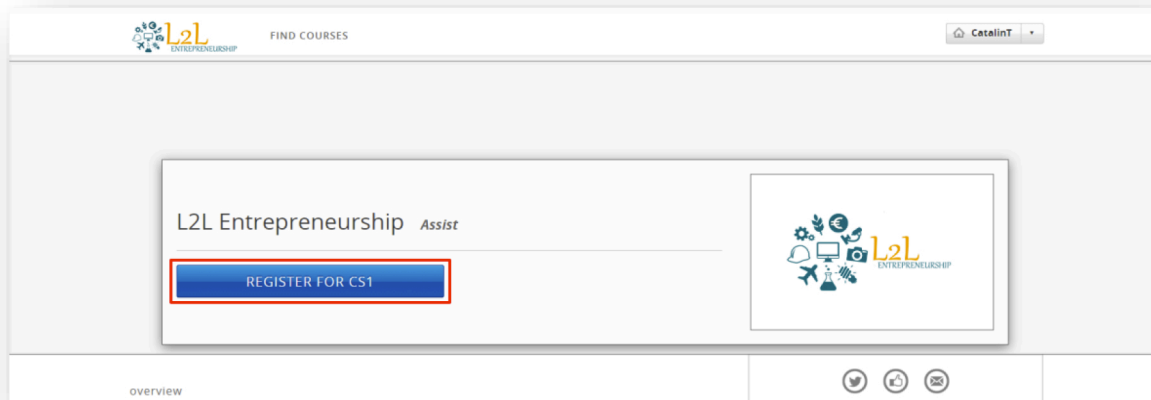 L2L
ENTREPRENEURSHIP
FIND COURSES
CatalinT
L2L Entrepreneurship Assist
REGISTER FOR CS1
L2L
ENTREPRENEURSHIP
overview